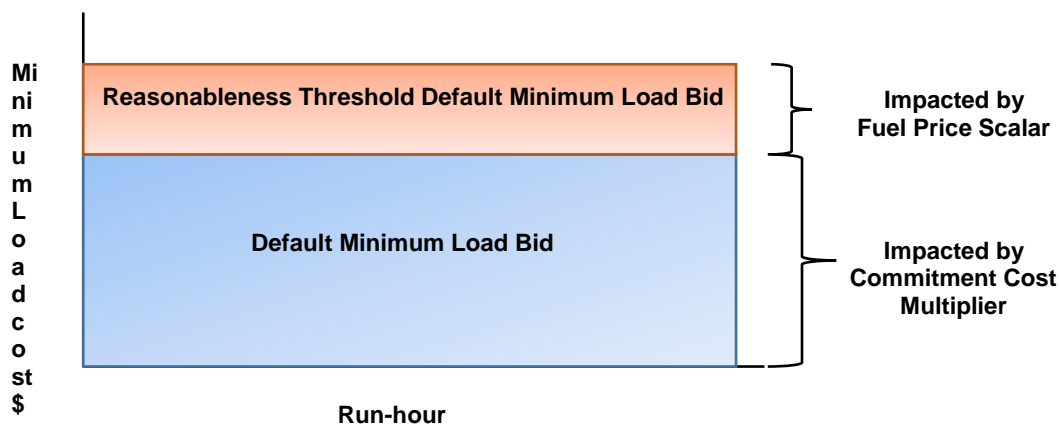 Mi
ni
m
u
m
L
o
a
d
c
o
st
$
Reasonableness Threshold Default Minimum Load Bid
Impacted by
Fuel Price Scalar
Default Minimum Load Bid
Impacted by
Commitment Cost
Multiplier
Run-hour